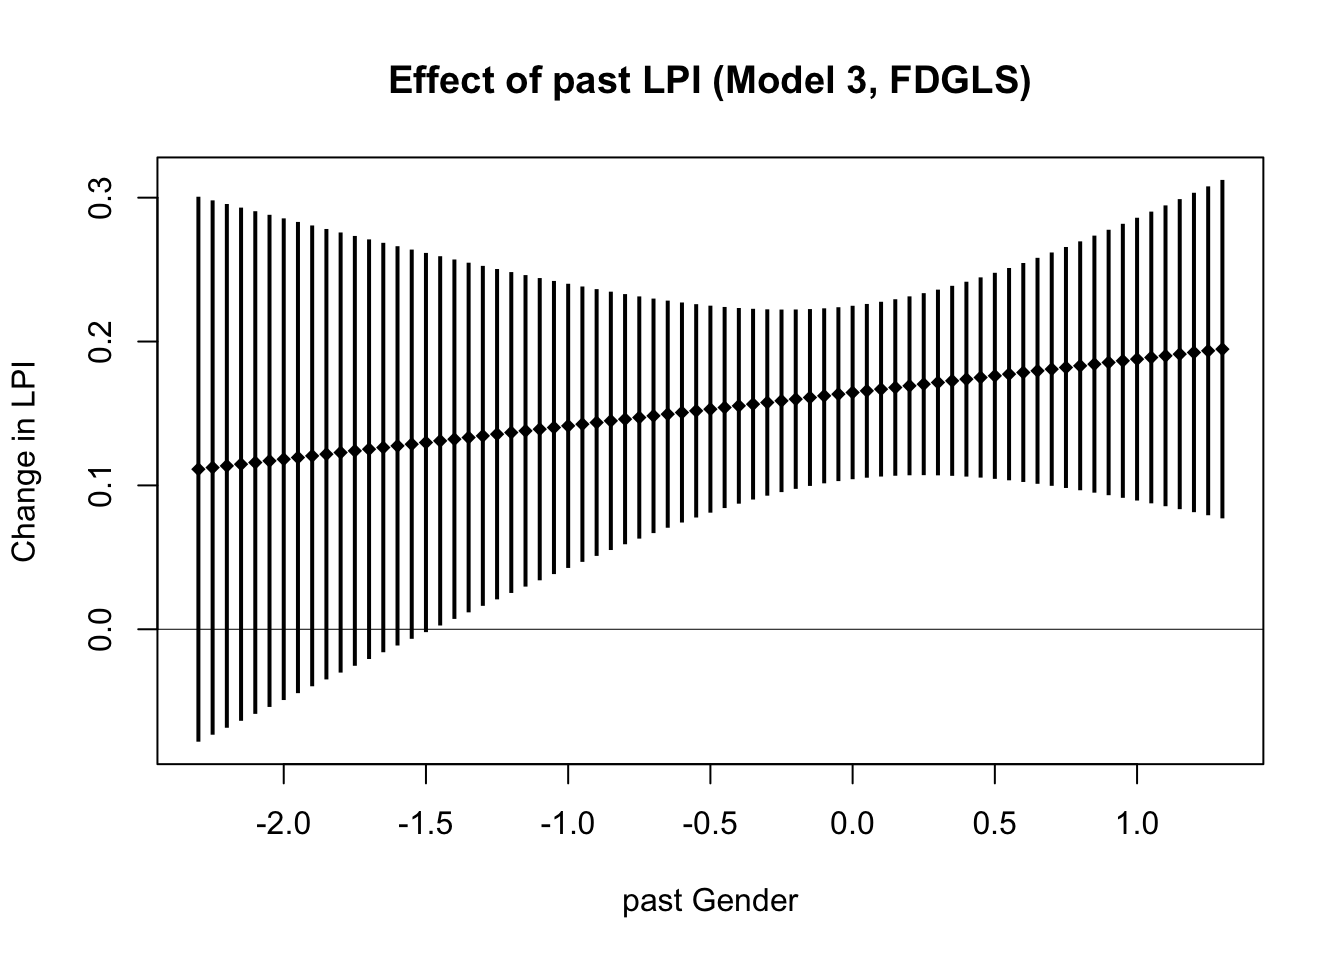 Effect of past LPI (Model 3, FDGLS)
Change in LPI
0.3
0.2
0.1
0.0
-2.0 -1.5 -1.0 -0.5 0.0 0.5 1.0
past Gender